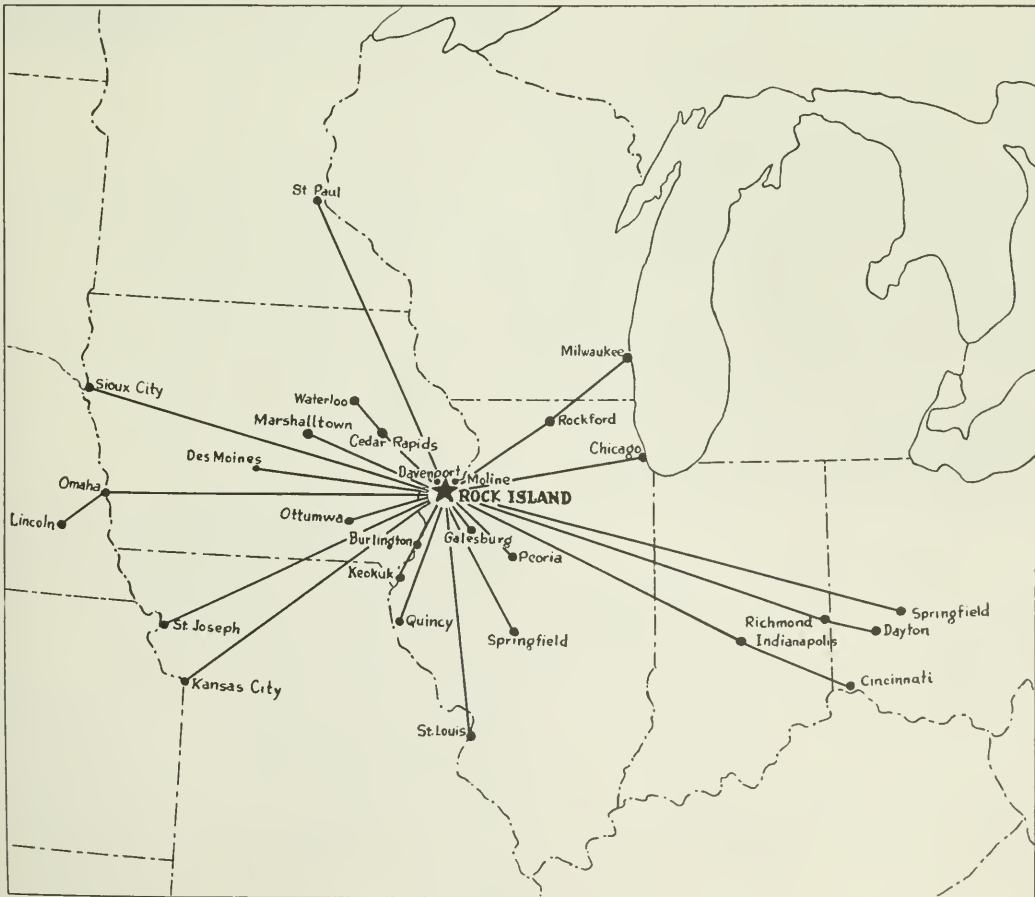 St Paul
Milwaukee
Sioux City
Waterloo
Rockford
Marshalltown
Cedar Rapids
Chicago
Des Moines
Davenport
Moline
Omaha
ROCK ISLAND
Lincoln
Ottumwa
Burlington
Galesburg
Peoria
Keokuk
Springfield
St. Joseph
Quincy
Richmond
Dayton
Springfield
Indianapolis
Kansas City
Cincinnati
St. Louis